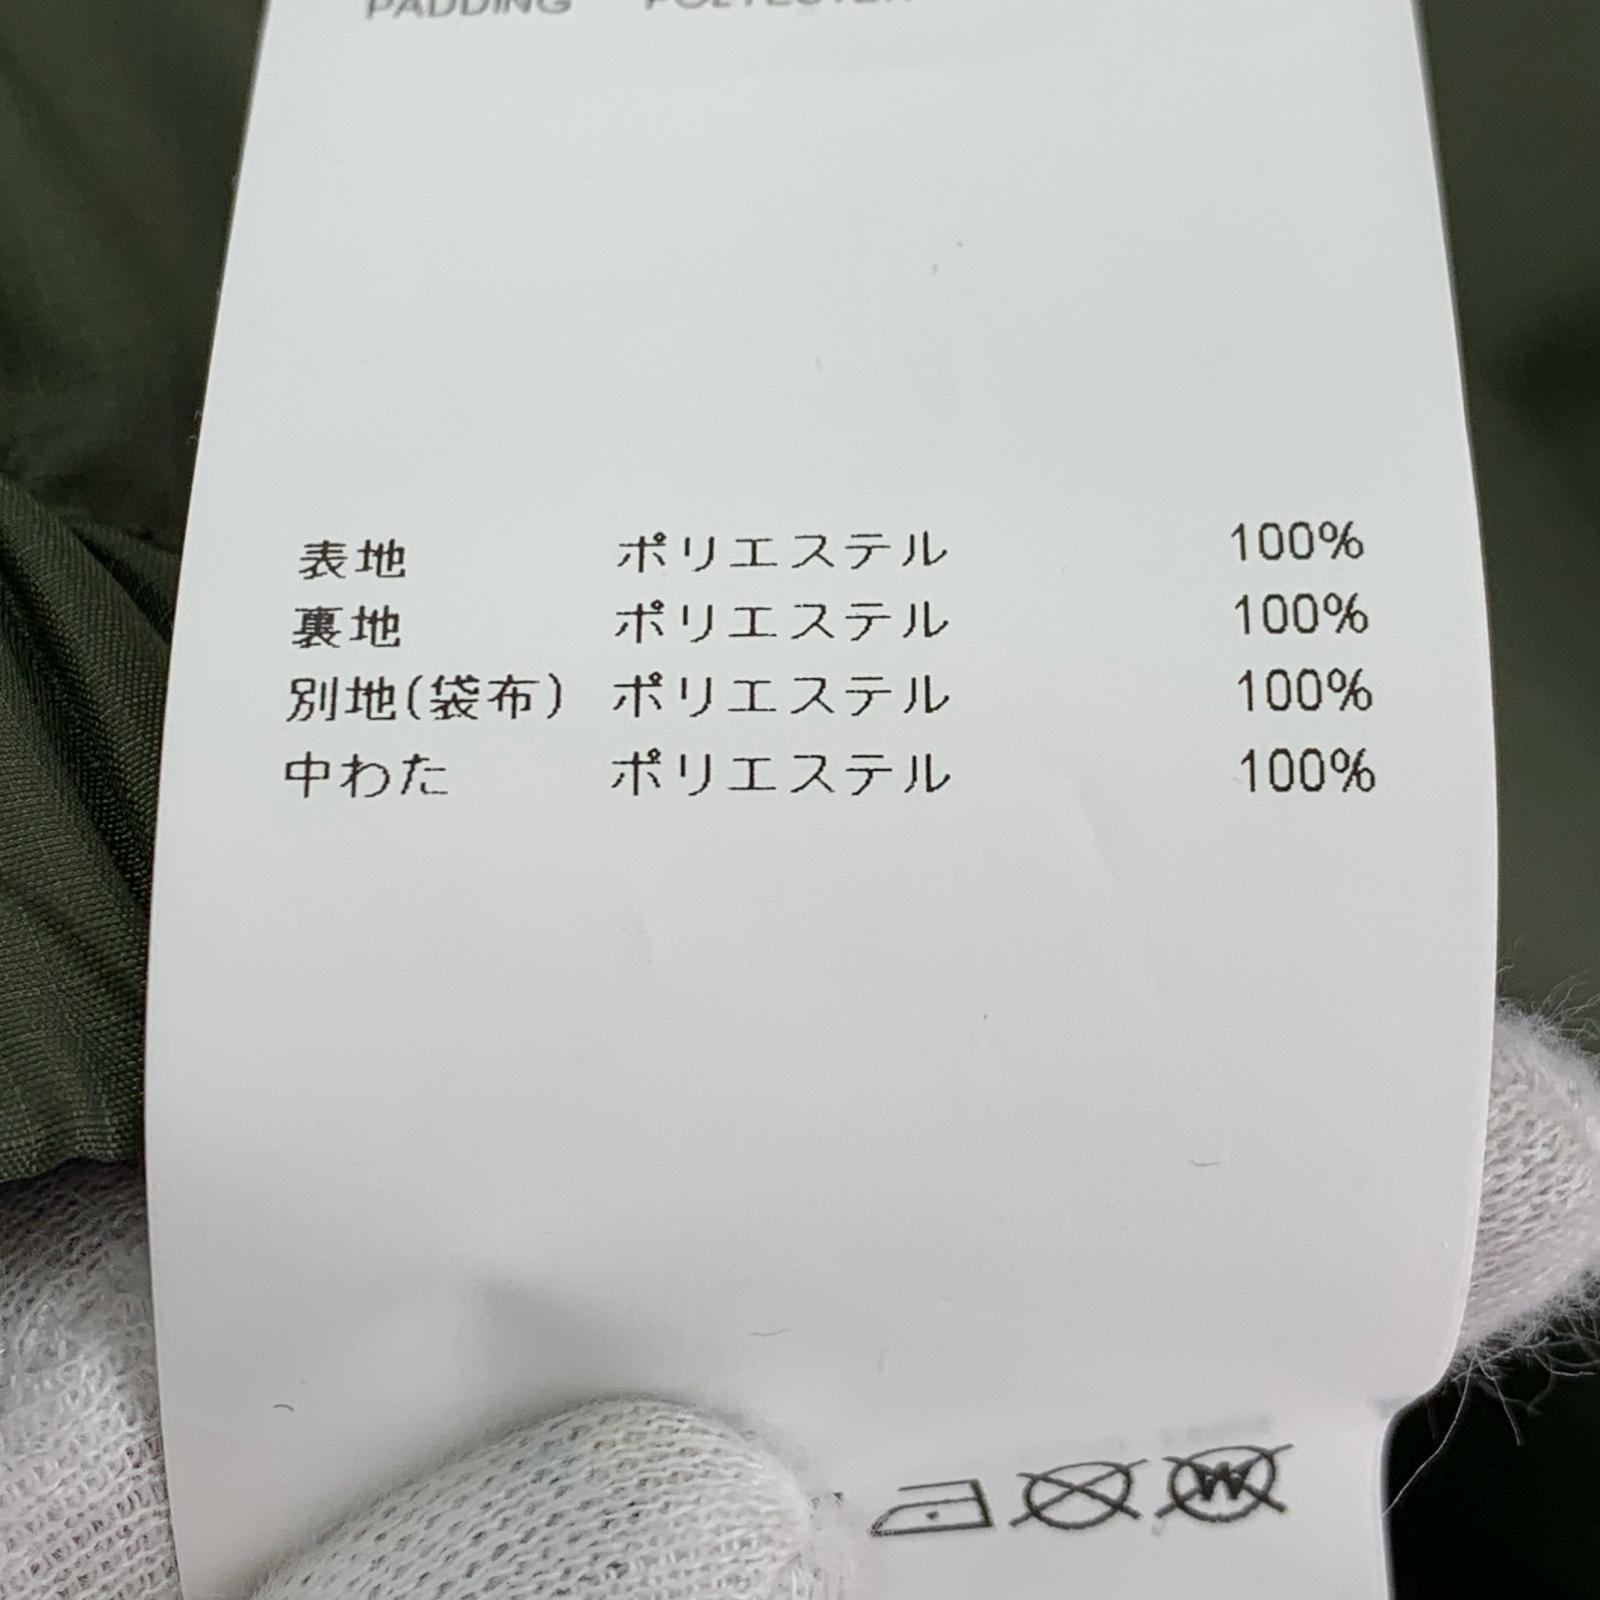 PADDING POLYESTER
表地 ポリエステル 100%
裏地 ポリエステル 100%
別地(袋布) ポリエステル 100%
中わた ポリエステル 100%